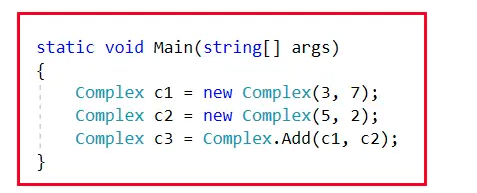 static void Main(string[] args)
{
    Complex c1 = new Complex(3, 7);
    Complex c2 = new Complex(5, 2);
    Complex c3 = Complex.Add(c1, c2);
}